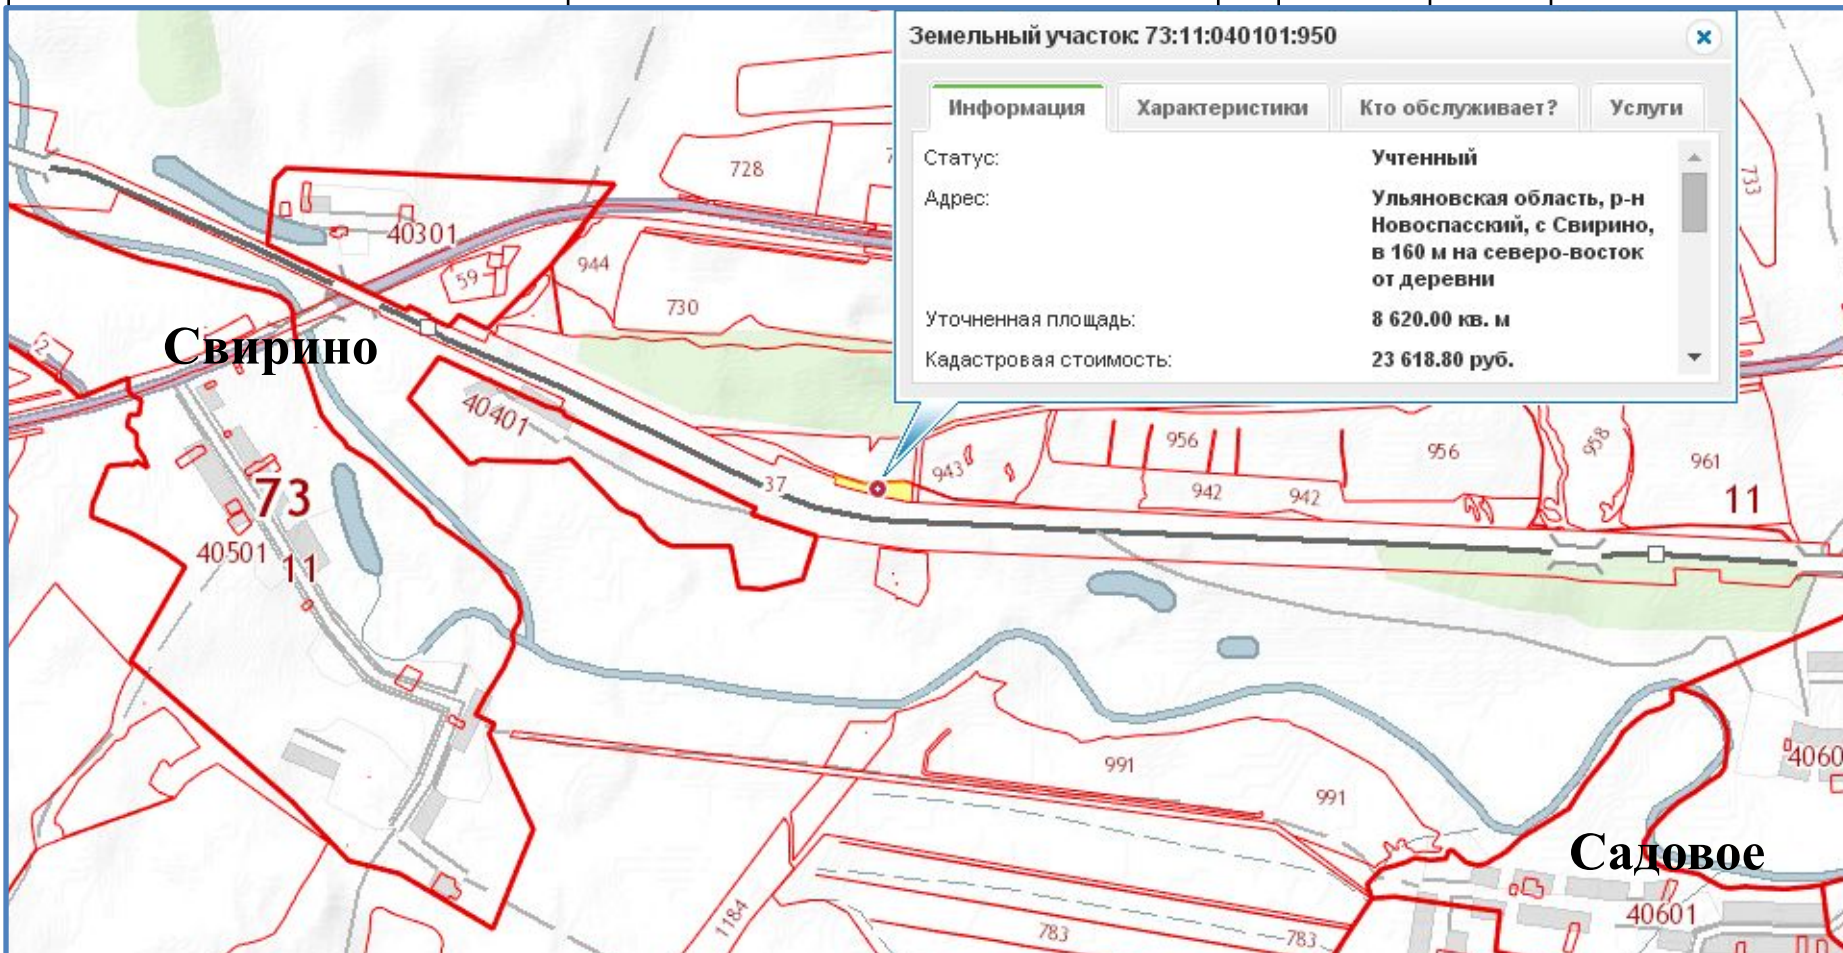 Земельный участок: 73:11:040101:950
Информация
Характеристики
Кто обслуживает?
Услуги
Статус:
Учтенный
Адрес:
Ульяновская область, р-н
Новоспасский, с Свирино,
в 160 м на северо-восток
от деревни
Уточненная площадь:
8 620.00 кв. м
Кадастровая стоимость:
23 618.80 руб.
728
733
40301
59
944
730
2
Свирино
40401
37
943
956
956
958
961
942
942
11
73
40501
11
991
991
4060
Садовое
1184
783
783
40601